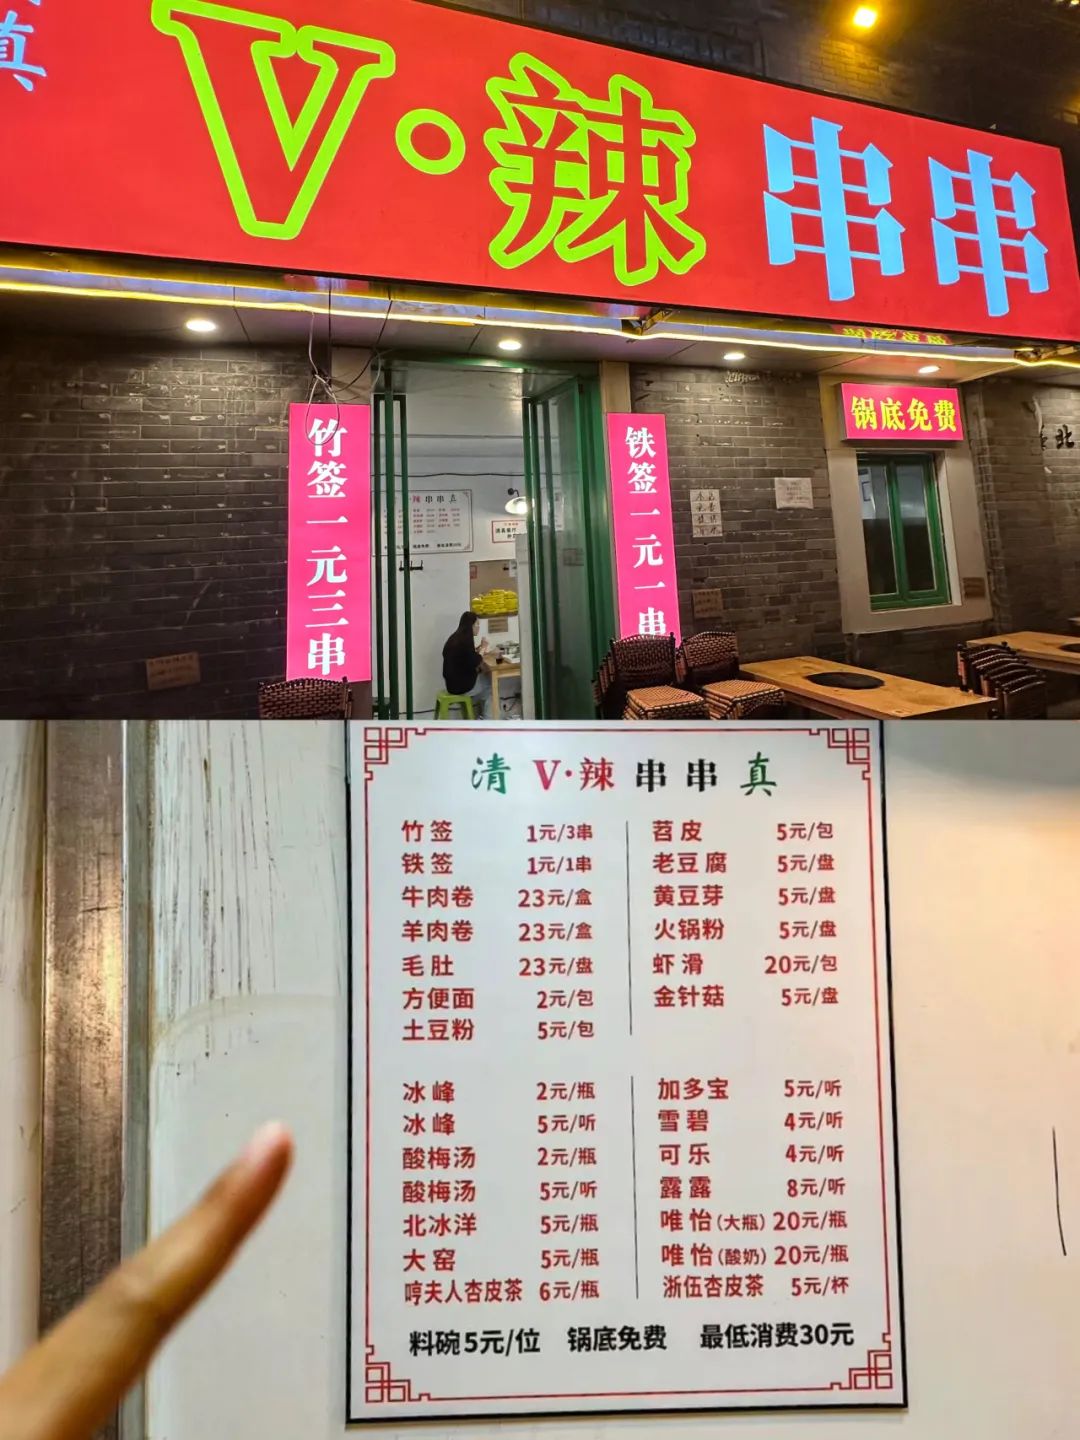 真
V·辣串串
锅底免费
竹签一元三串
铁签一元一串
北
辣串串真
清V·辣串串真
竹签 1元/3串
铁签 1元/1串
牛肉卷 23元/盒
羊肉卷 23元/盒
毛肚 23元/盘
方便面 2元/包
土豆粉 5元/包
苕皮 5元/包
老豆腐 5元/盘
黄豆芽 5元/盘
火锅粉 5元/盘
虾滑 20元/包
金针菇 5元/盘
冰峰 2元/瓶
冰峰 5元/听
酸梅汤 2元/瓶
酸梅汤 5元/听
北冰洋 5元/瓶
大窑 5元/瓶
哼夫人杏皮茶 6元/瓶
加多宝 5元/听
雪碧 4元/听
可乐 4元/听
露露 8元/听
唯怡(大瓶) 20元/瓶
唯怡(酸奶) 20元/瓶
浙伍杏皮茶 5元/杯
料碗5元/位 锅底免费 最低消费30元